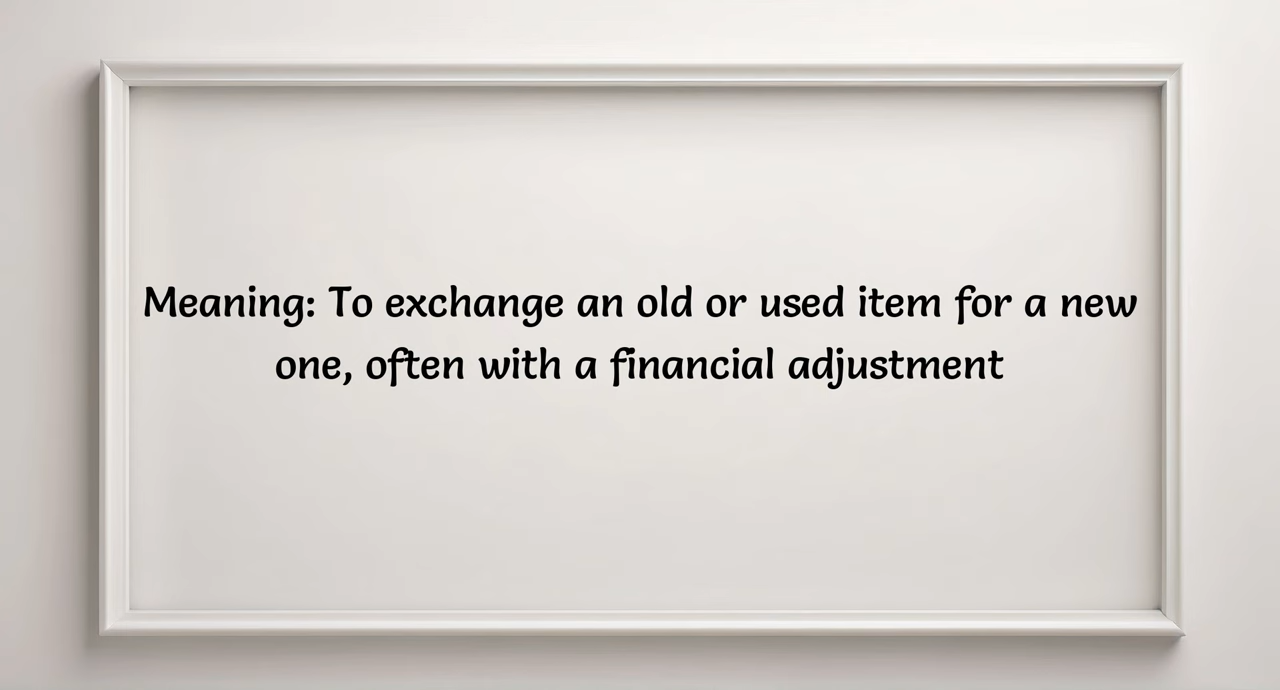 Meaning: To exchange an old or used item for a new
one, often with a financial adjustment